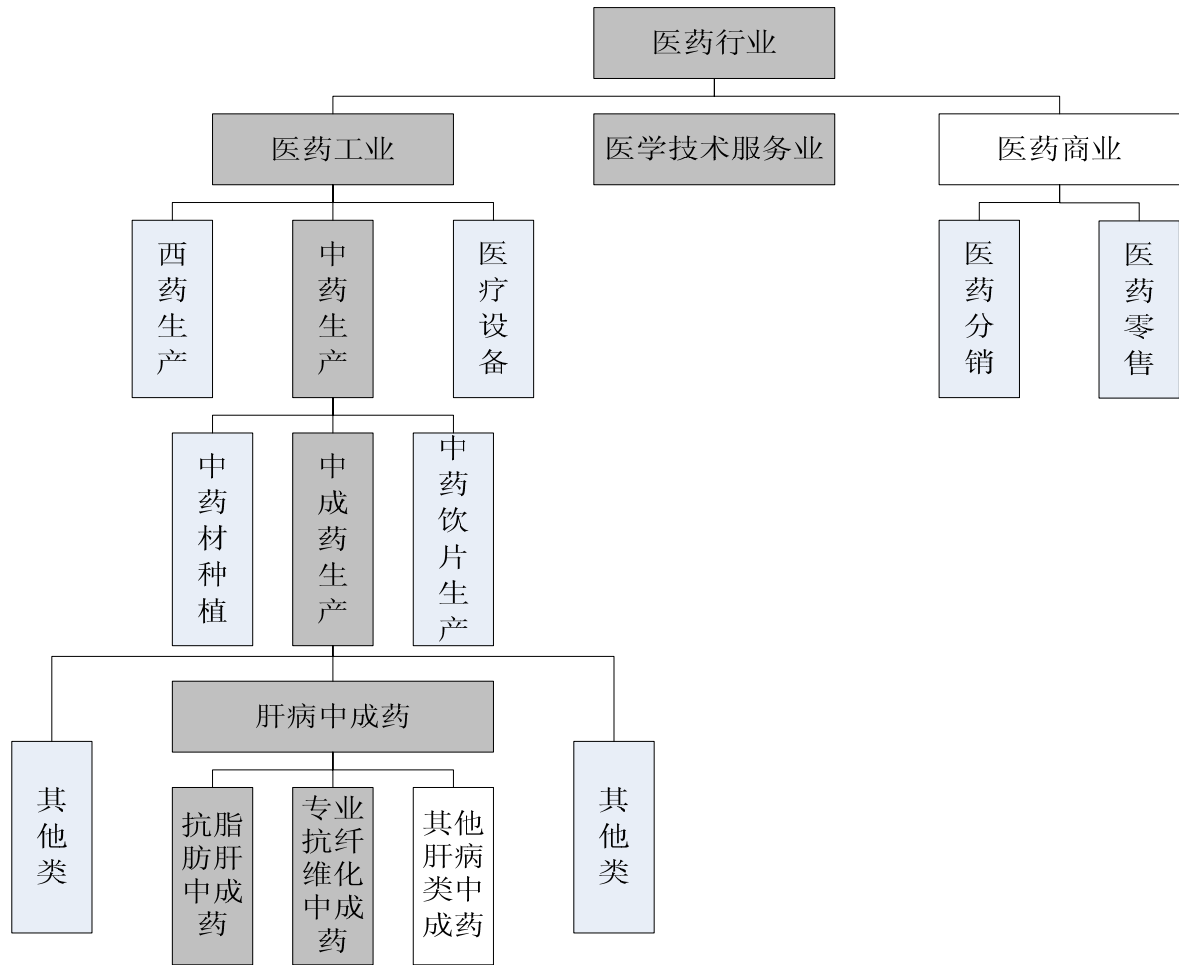 医药行业
医药工业
医学技术服务业
医药商业
西药生产
中药生产
医疗设备
医药分销
医药零售
中药材种植
中成药生产
中药饮片生产
肝病中成药
其他类
其他类
抗脂
肪肝
中成
药
专业
抗纤
维化
中成
药
其他
肝病
类中
成药